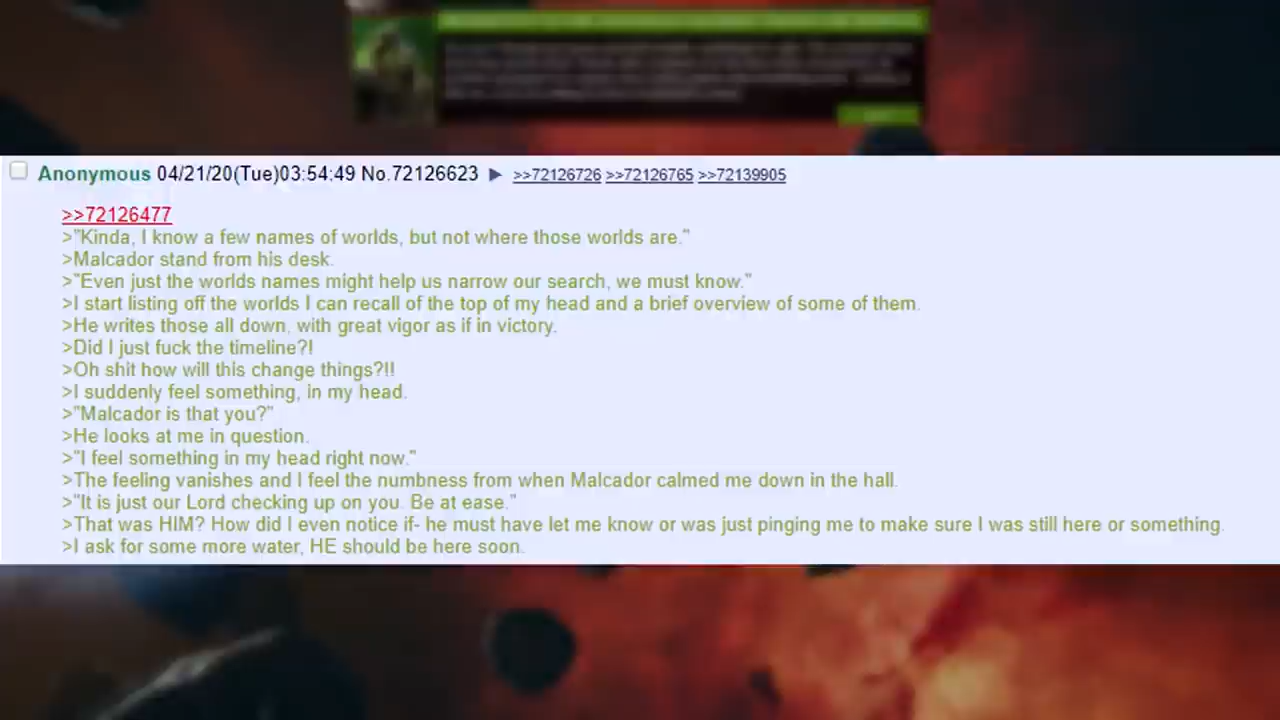 Anonymous 04/21/20(Tue)03:54:49 No.72126623 ▶ >>72126726 >>72126765 >>72139905
>>72126477
>"Kinda, I know a few names of worlds, but not where those worlds are."
>Malcador stand from his desk.
>"Even just the worlds names might help us narrow our search, we must know."
>I start listing off the worlds I can recall of the top of my head and a brief overview of some of them.
>He writes those all down, with great vigor as if in victory.
>Did I just fuck the timeline?!
>Oh shit how will this change things?!!
>I suddenly feel something, in my head.
>"Malcador is that you?"
>He looks at me in question.
>"I feel something in my head right now."
>The feeling vanishes and I feel the numbness from when Malcador calmed me down in the hall.
>"It is just our Lord checking up on you. Be at ease."
>That was HIM? How did I even notice if- he must have let me know or was just pinging me to make sure I was still here or something.
>I ask for some more water, HE should be here soon.